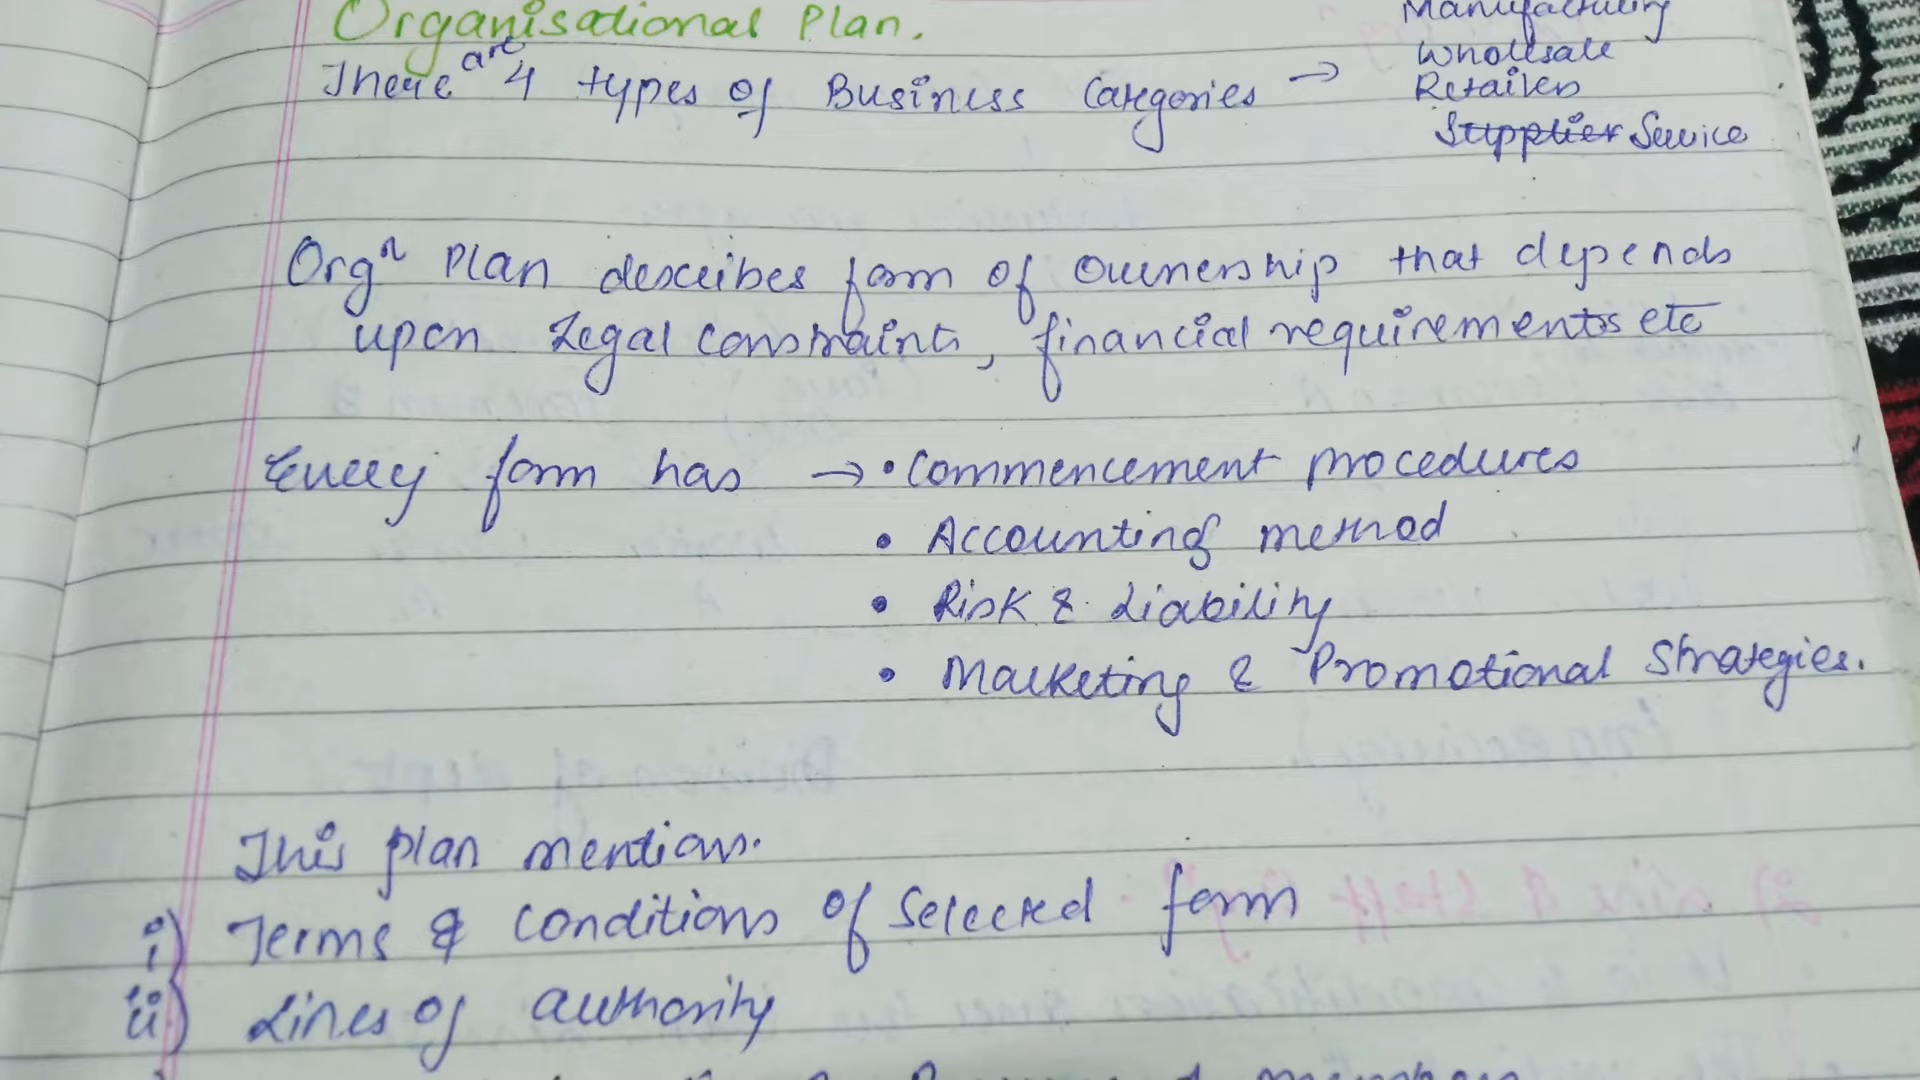 Organisational Plan.
There are 4 types of Business Categories → Manufacturing
Wholesale
Retailers
Supplier Service
Orgⁿ Plan describes form of Ownership that depends
upon Legal constraints, financial requirements etc
Every form has → • Commencement procedures
• Accounting method
• Risk & Liability
• Marketing & Promotional Strategies.
This plan mentions.
i) Terms & conditions of Selected form
ii) Lines of authority